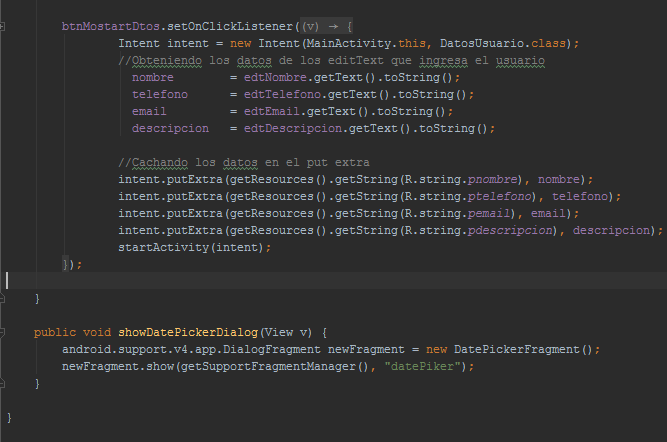 btnMostartDtos.setOnClickListener((v) → {
Intent intent = new Intent(MainActivity.this, DatosUsuario.class);
//Obteniendo los datos de los editText que ingresa el usuario
nombre = edtNombre.getText().toString();
telefono = edtTelefono.getText().toString();
email = edtEmail.getText().toString();
descripcion = edtDescripcion.getText().toString();
//Cachando los datos en el put extra
intent.putExtra(getResources().getString(R.string.pnombre), nombre);
intent.putExtra(getResources().getString(R.string.ptelefono), telefono);
intent.putExtra(getResources().getString(R.string.pemail), email);
intent.putExtra(getResources().getString(R.string.pdescripcion), descripcion);
startActivity(intent);
});
}
public void showDatePickerDialog(View v) {
android.support.v4.app.DialogFragment newFragment = new DatePickerFragment();
newFragment.show(getSupportFragmentManager(), "datePiker");
}
}